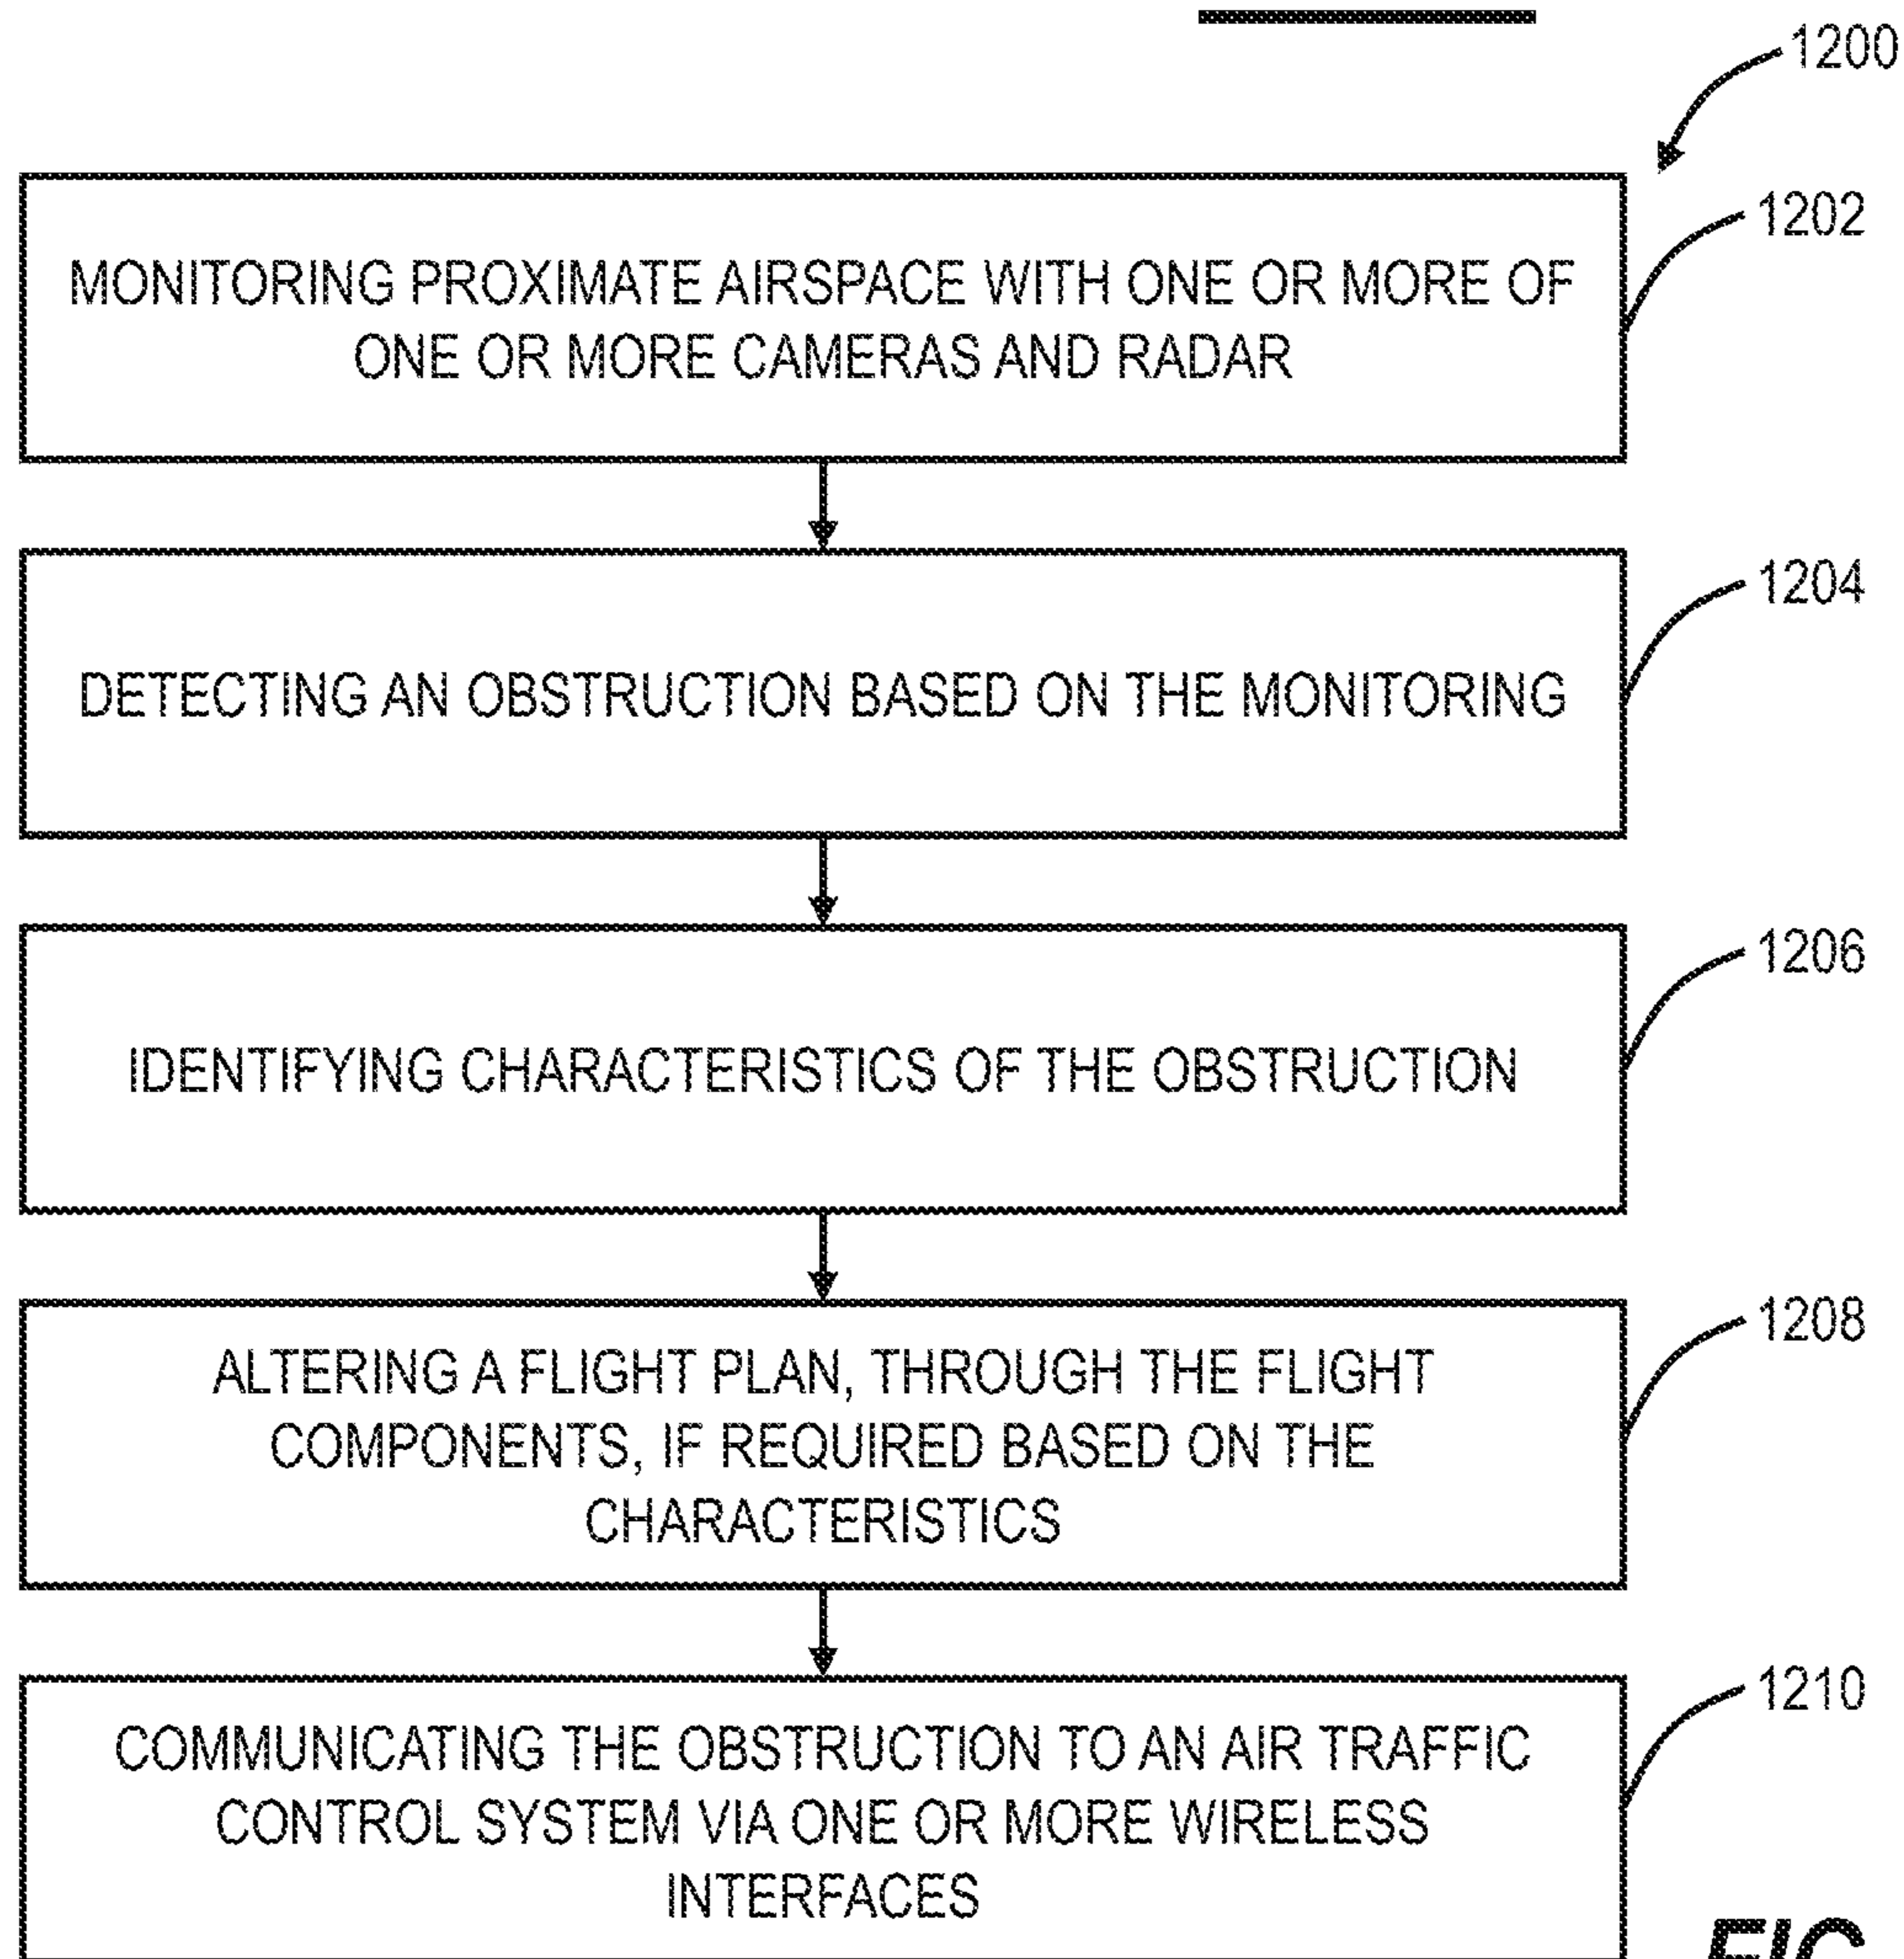 1200
MONITORING PROXIMATE AIRSPACE WITH ONE OR MORE OF
ONE OR MORE CAMERAS AND RADAR
1202
DETECTING AN OBSTRUCTION BASED ON THE MONITORING
1204
IDENTIFYING CHARACTERISTICS OF THE OBSTRUCTION
1206
ALTERING A FLIGHT PLAN, THROUGH THE FLIGHT
COMPONENTS, IF REQUIRED BASED ON THE
CHARACTERISTICS
1208
COMMUNICATING THE OBSTRUCTION TO AN AIR TRAFFIC
CONTROL SYSTEM VIA ONE OR MORE WIRELESS
INTERFACES
1210